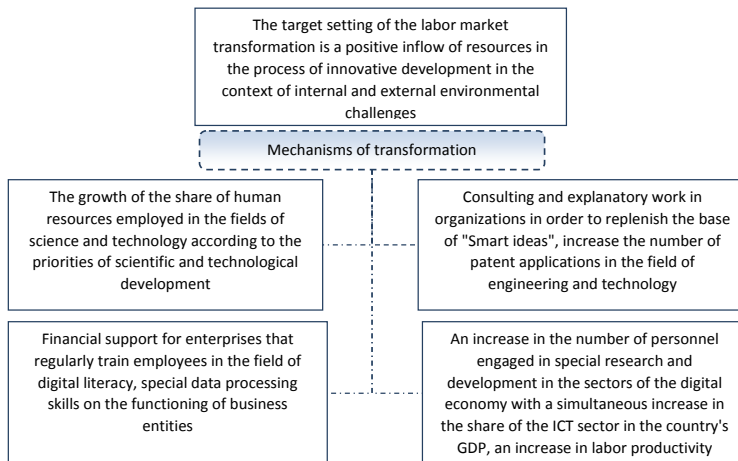 The target setting of the labor market
transformation is a positive inflow of resources in
the process of innovative development in the
context of internal and external environmental
challenges
Mechanisms of transformation
The growth of the share of human
resources employed in the fields of
science and technology according to the
priorities of scientific and technological
development
Consulting and explanatory work in
organizations in order to replenish the base
of "Smart ideas", increase the number of
patent applications in the field of
engineering and technology
Financial support for enterprises that
regularly train employees in the field of
digital literacy, special data processing
skills on the functioning of business
entities
An increase in the number of personnel
engaged in special research and
development in the sectors of the digital
economy with a simultaneous increase in
the share of the ICT sector in the country's
GDP, an increase in labor productivity